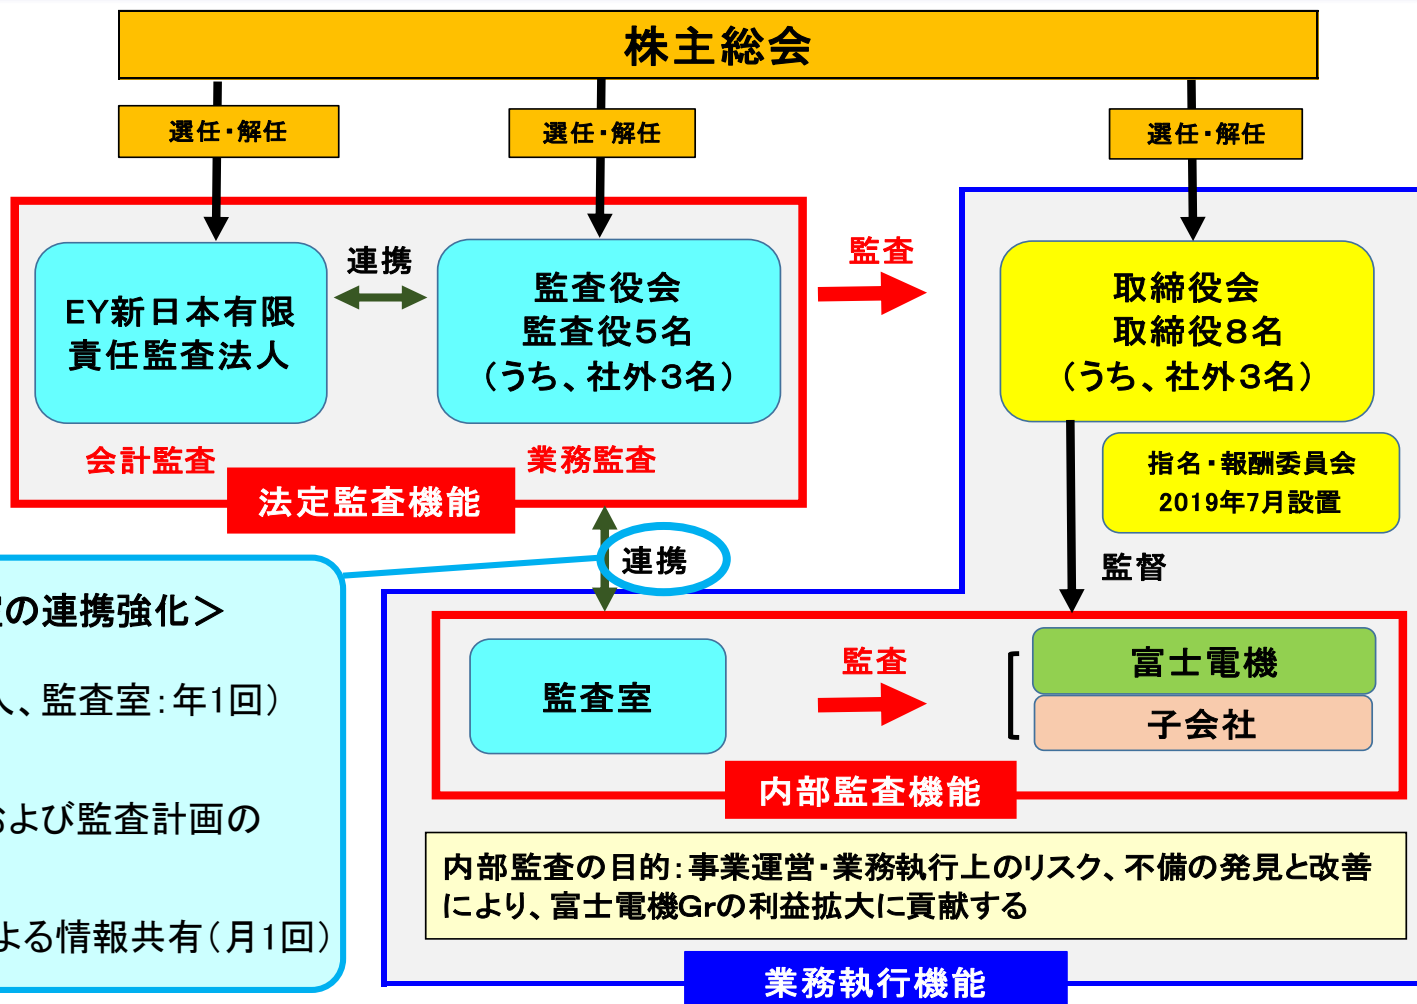 株主総会
選任・解任
選任・解任
選任・解任
EY新日本有限
責任監査法人
連携
監査役会
監査役5名
（うち、社外3名）
監査
取締役会
取締役8名
（うち、社外3名）
会計監査
業務監査
法定監査機能
指名・報酬委員会
2019年7月設置
連携
監督
の連携強化＞
人、監査室：年1回）
および監査計画の
よる情報共有（月1回）
監査室
監査
富士電機
子会社
内部監査機能
内部監査の目的：事業運営・業務執行上のリスク、不備の発見と改善
により、富士電機Grの利益拡大に貢献する
業務執行機能